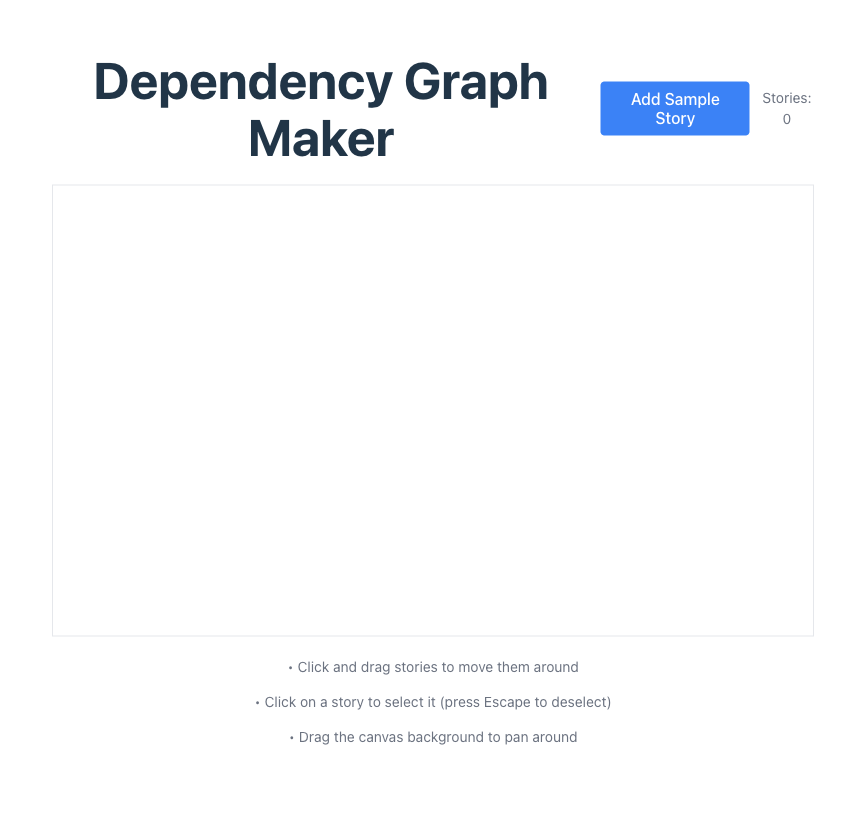 Dependency Graph
Maker
Add Sample
Story
Stories:
0
• Click and drag stories to move them around
• Click on a story to select it (press Escape to deselect)
• Drag the canvas background to pan around